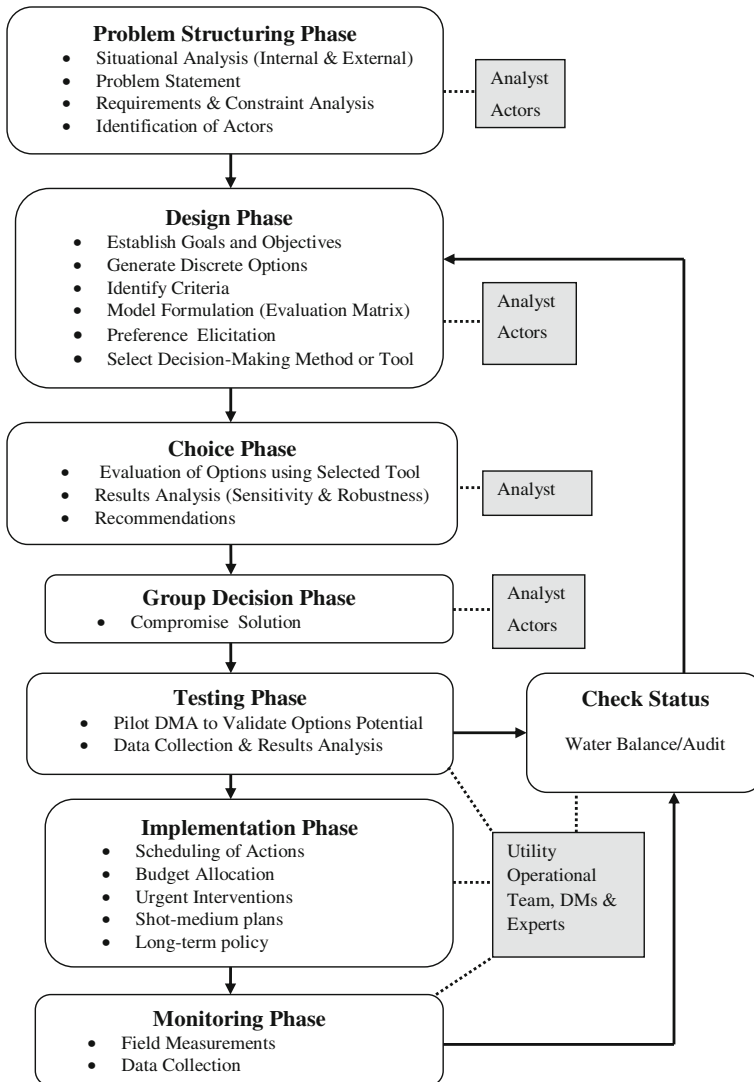 Problem Structuring Phase
• Situational Analysis (Internal & External)
• Problem Statement
• Requirements & Constraint Analysis
• Identification of Actors
Analyst
Actors
Design Phase
• Establish Goals and Objectives
• Generate Discrete Options
• Identify Criteria
• Model Formulation (Evaluation Matrix)
• Preference Elicitation
• Select Decision-Making Method or Tool
Analyst
Actors
Choice Phase
• Evaluation of Options using Selected Tool
• Results Analysis (Sensitivity & Robustness)
• Recommendations
Analyst
Group Decision Phase
• Compromise Solution
Analyst
Actors
Testing Phase
• Pilot DMA to Validate Options Potential
• Data Collection & Results Analysis
Check Status
Water Balance/Audit
Implementation Phase
• Scheduling of Actions
• Budget Allocation
• Urgent Interventions
• Shot-medium plans
• Long-term policy
Utility
Operational
Team, DMs &
Experts
Monitoring Phase
• Field Measurements
• Data Collection